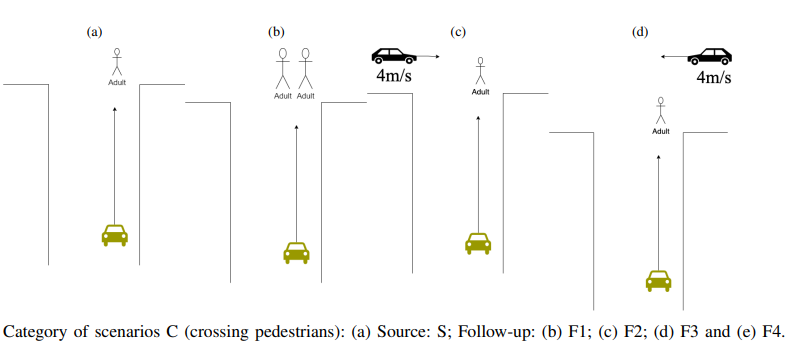 (a)
(b)
(c)
(d)
Adult
Adult Adult
4m/s
Adult
4m/s
Adult
Category of scenarios C (crossing pedestrians): (a) Source: S; Follow-up: (b) F1; (c) F2; (d) F3 and (e) F4.